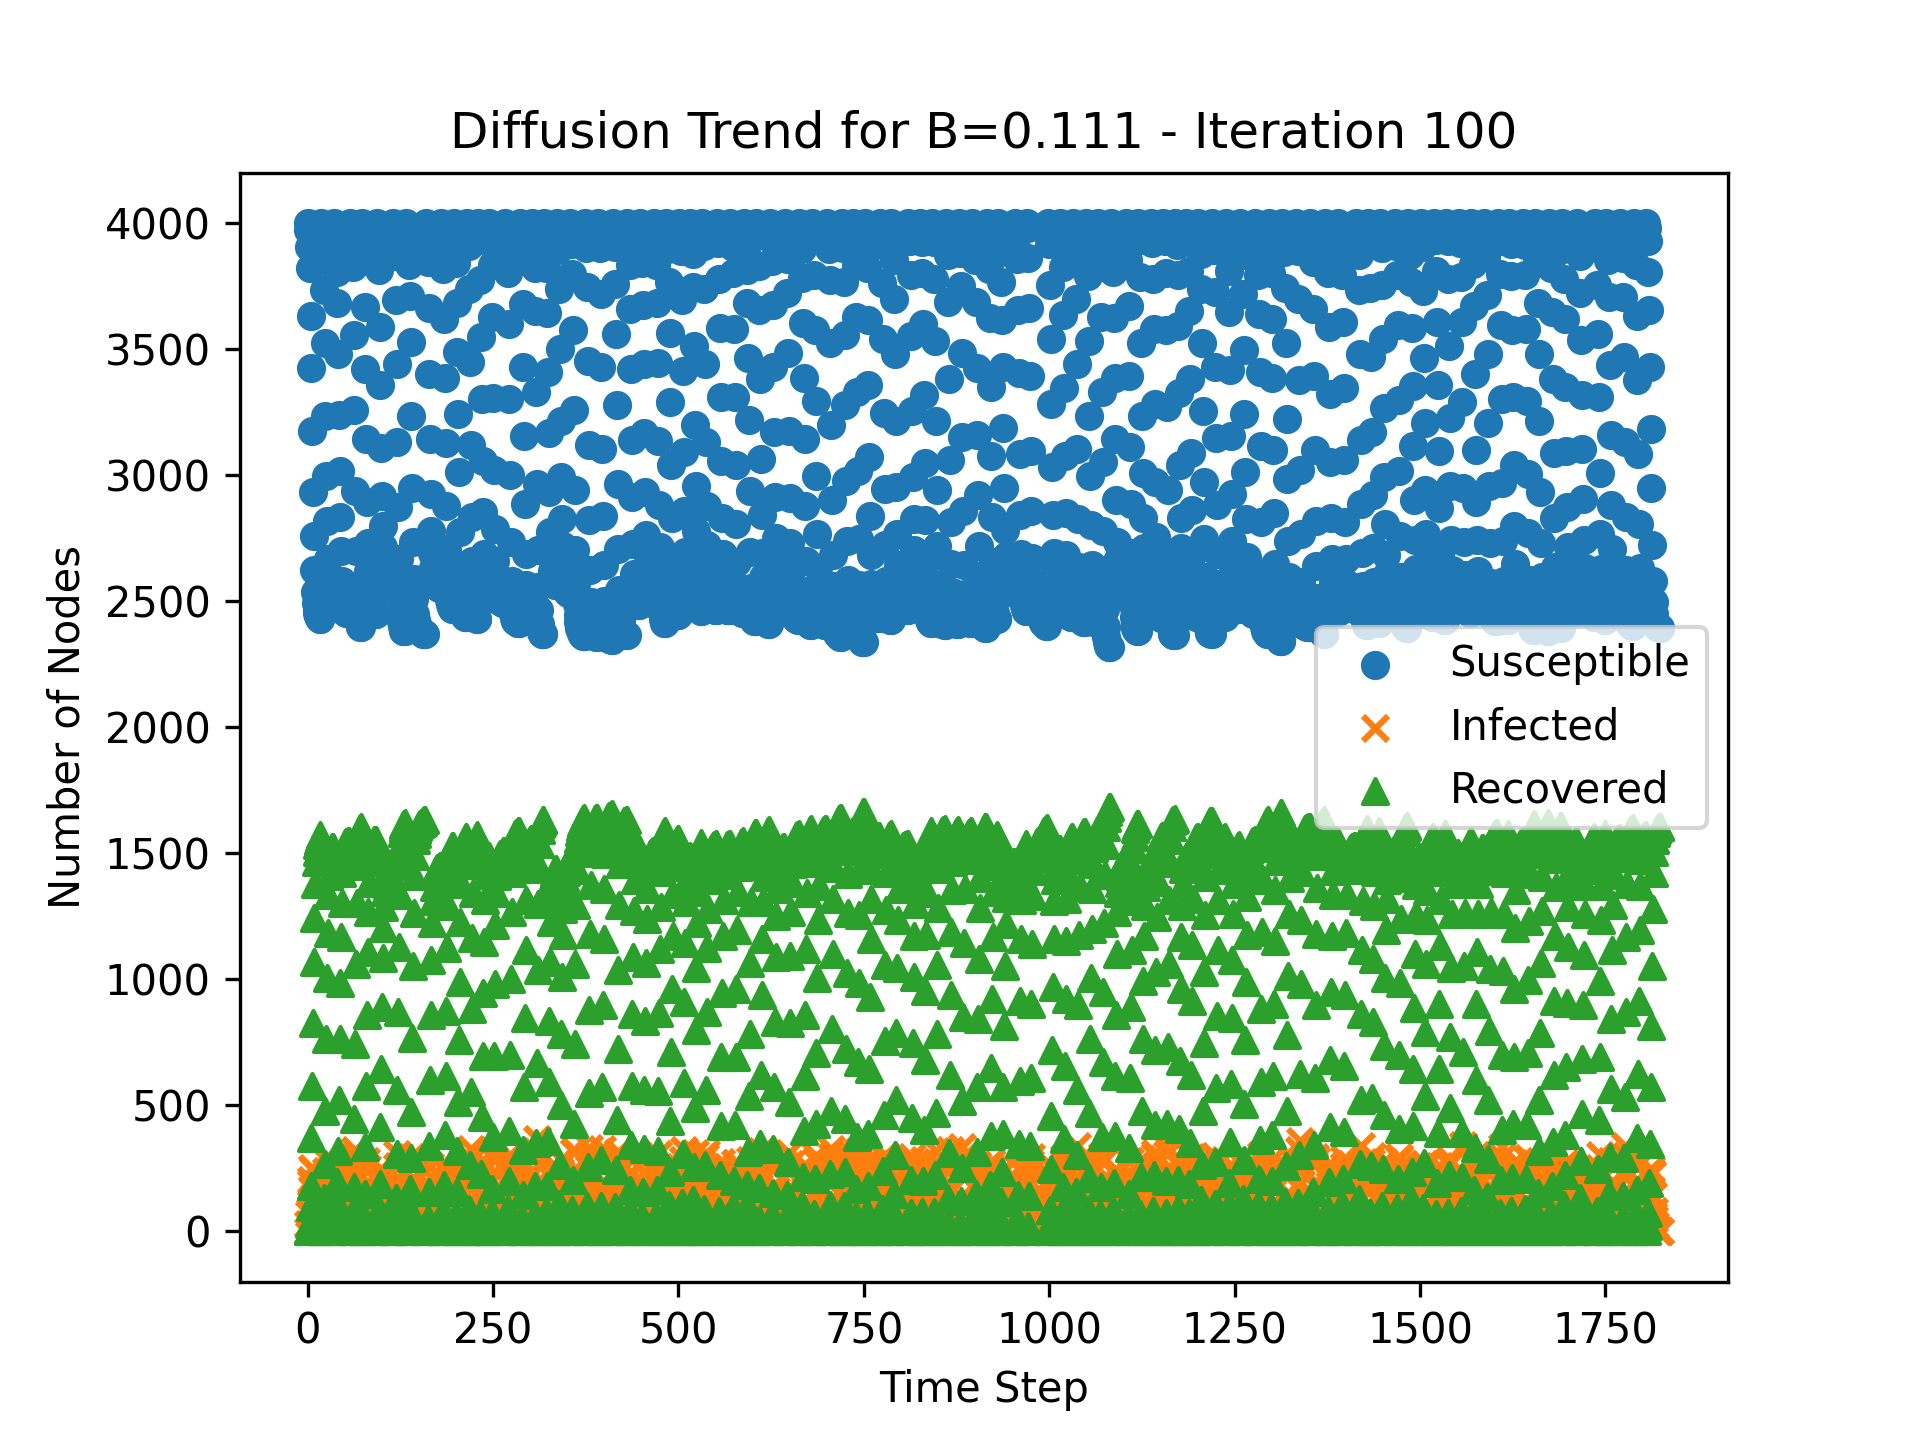 Diffusion Trend for B=0.111 - Iteration 100
Number of Nodes
4000
3500
3000
2500
2000
1500
1000
500
0
Susceptible
Infected
Recovered
0 250 500 750 1000 1250 1500 1750
Time Step